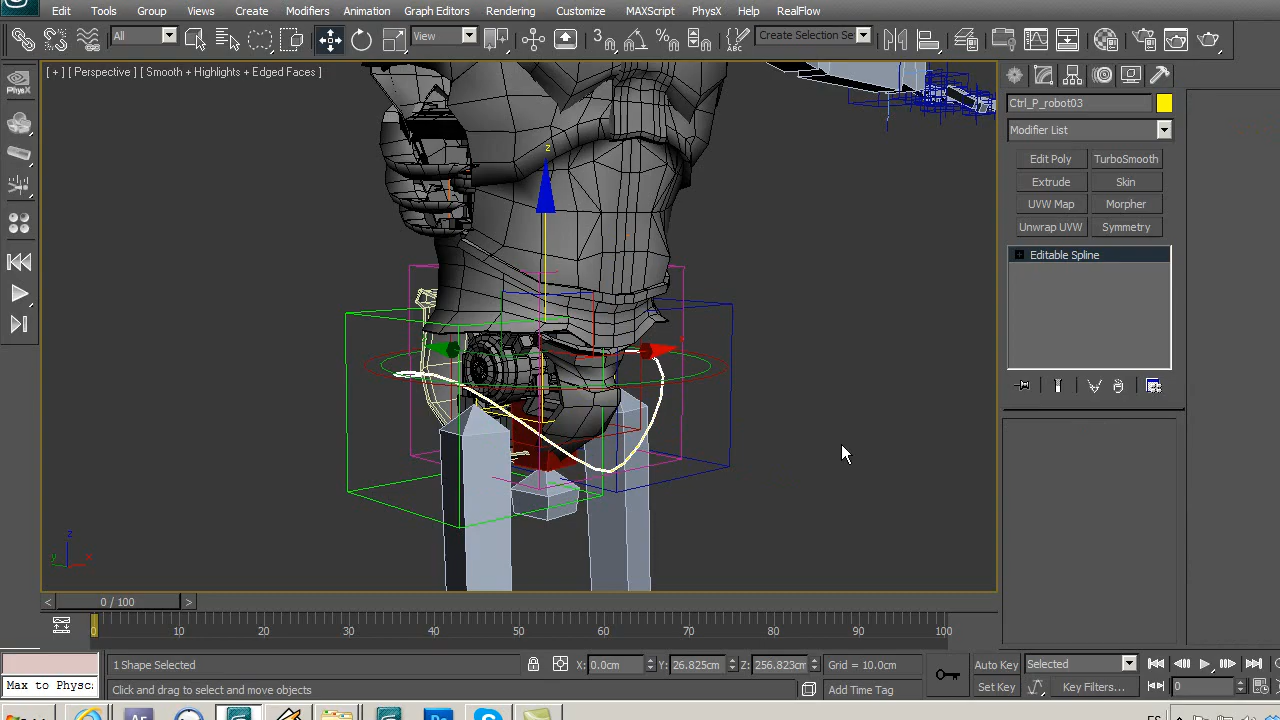 Edit Tools Group Views Create Modifiers Animation Graph Editors Rendering Customize MAXScript PhysX Help RealFlow
All View Create Selection Se
[ + ] [ Perspective ] [ Smooth + Highlights + Edged Faces ]
PhysX
Ctrl_P_robot03
Modifier List
Edit Poly TurboSmooth
Extrude Skin
UVW Map Morpher
Unwrap UVW Symmetry
Editable Spline
z
z
y x
< 0 / 100 >
0 10 20 30 40 50 60 70 80 90 100
1 Shape Selected X: 0.0cm Y: 26.825cm Z: 256.823cm Grid = 10.0cm Auto Key Selected
Max to Physc: Click and drag to select and move objects Add Time Tag Set Key Key Filters... 0